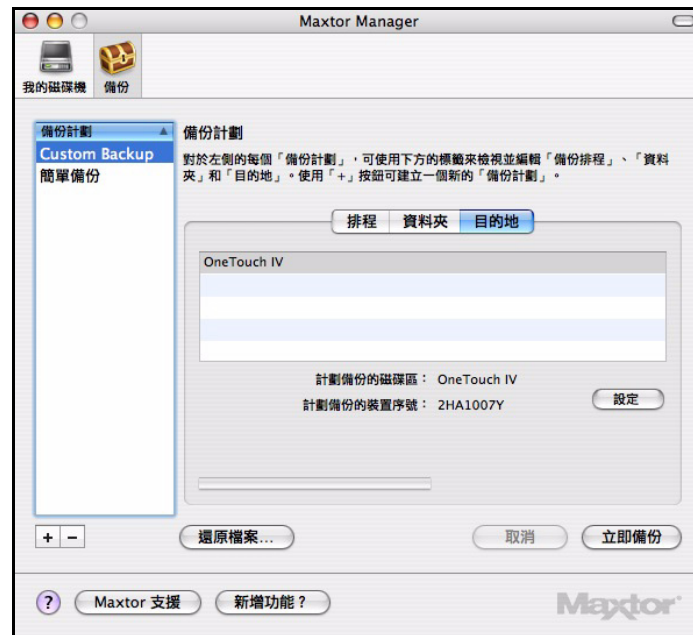 Maxtor Manager
我的磁碟機
備份
備份計劃
Custom Backup
簡單備份
備份計劃
對於左側的每個「備份計劃」，可使用下方的標籤來檢視並編輯「備份排程」、「資料
夾」和「目的地」。使用「+」按鈕可建立一個新的「備份計劃」。
排程 資料夾 目的地
OneTouch IV
計劃備份的磁碟區： OneTouch IV
計劃備份的裝置序號： 2HA1007Y
設定
+ −
還原檔案...
取消
立即備份
?
Maxtor 支援
新增功能？
Maxtor